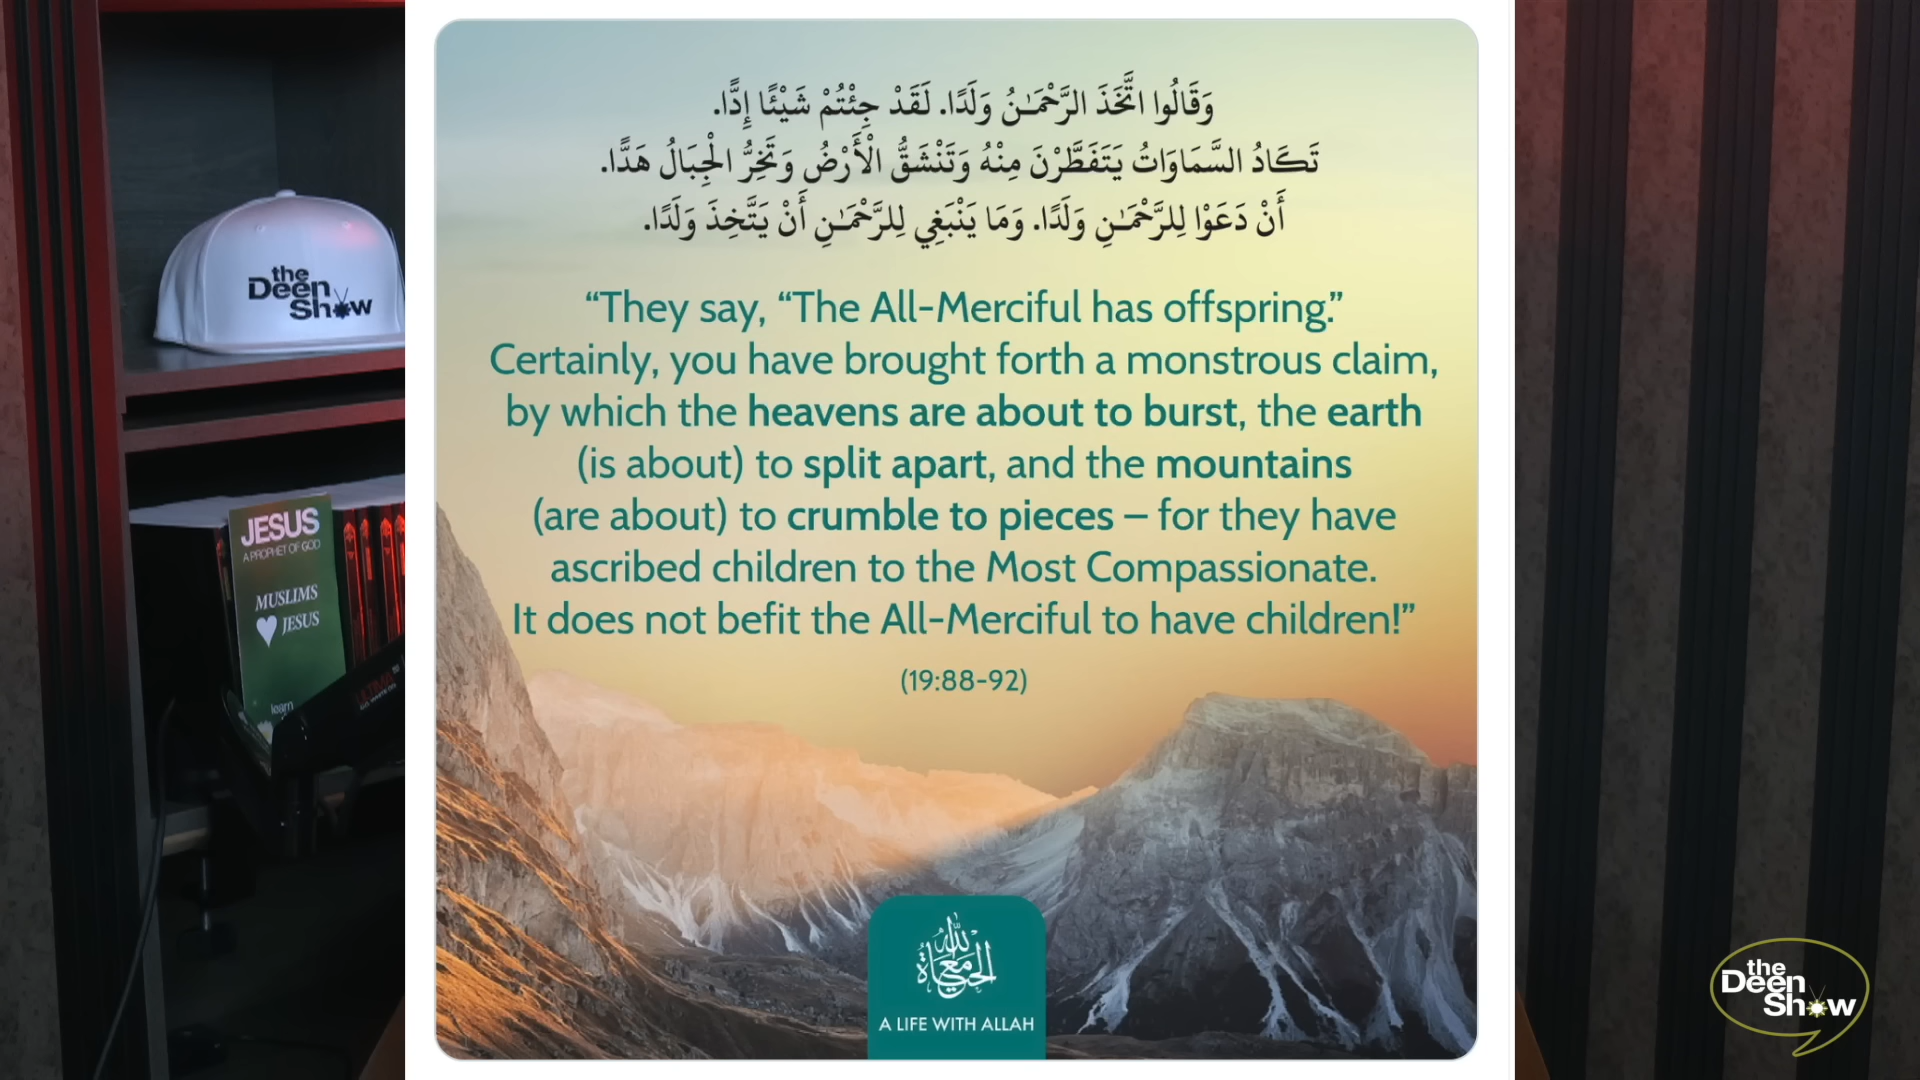 وَقَالُوا اتَّخَذَ الرَّحْمَـٰنُ وَلَدًا. لَقَدْ جِئْتُمْ شَيْئًا إِدًّا.
تَكَادُ السَّمَاوَاتُ يَتَفَطَّرْنَ مِنْهُ وَتَنْشَقُّ الْأَرْضُ وَتَخِرُّ الْجِبَالُ هَدًّا.
أَنْ دَعَوْا لِلرَّحْمَـٰنِ وَلَدًا. وَمَا يَنْبَغِي لِلرَّحْمَـٰنِ أَنْ يَتَّخِذَ وَلَدًا.
“They say, “The All-Merciful has offspring.”
Certainly, you have brought forth a monstrous claim,
by which the heavens are about to burst, the earth
(is about) to split apart, and the mountains
(are about) to crumble to pieces – for they have
ascribed children to the Most Compassionate.
It does not befit the All-Merciful to have children!”
(19:88-92)
الحياة مع الله
A LIFE WITH ALLAH
the
Deen
Show
JESUS
A PROPHET OF GOD
MUSLIMS
JESUS
learn
the
Deen
Show